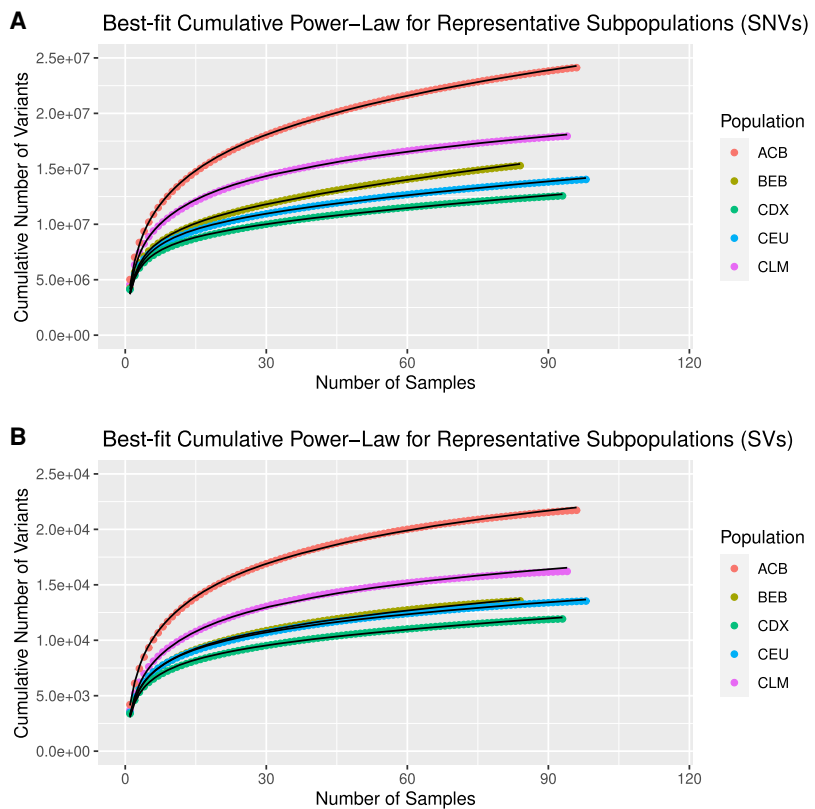 A
Best-fit Cumulative Power−Law for Representative Subpopulations (SNVs)
Cumulative Number of Variants
2.5e+07
2.0e+07
1.5e+07
1.0e+07
5.0e+06
0.0e+00
0 30 60 90 120
Number of Samples
Population
ACB
BEB
CDX
CEU
CLM
B
Best-fit Cumulative Power−Law for Representative Subpopulations (SVs)
Cumulative Number of Variants
2.5e+04
2.0e+04
1.5e+04
1.0e+04
5.0e+03
0.0e+00
0 30 60 90 120
Number of Samples
Population
ACB
BEB
CDX
CEU
CLM